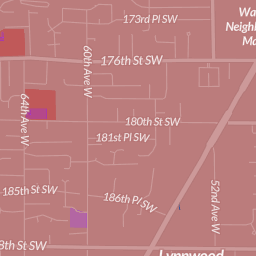 173rd Pl SW
Wa
Neighb
Ma
60th Ave W
176th St SW
64th Ave W
180th St SW
181st Pl SW
185th St SW
186th Pl SW
52nd Ave W
8th St SW
Lynnwood